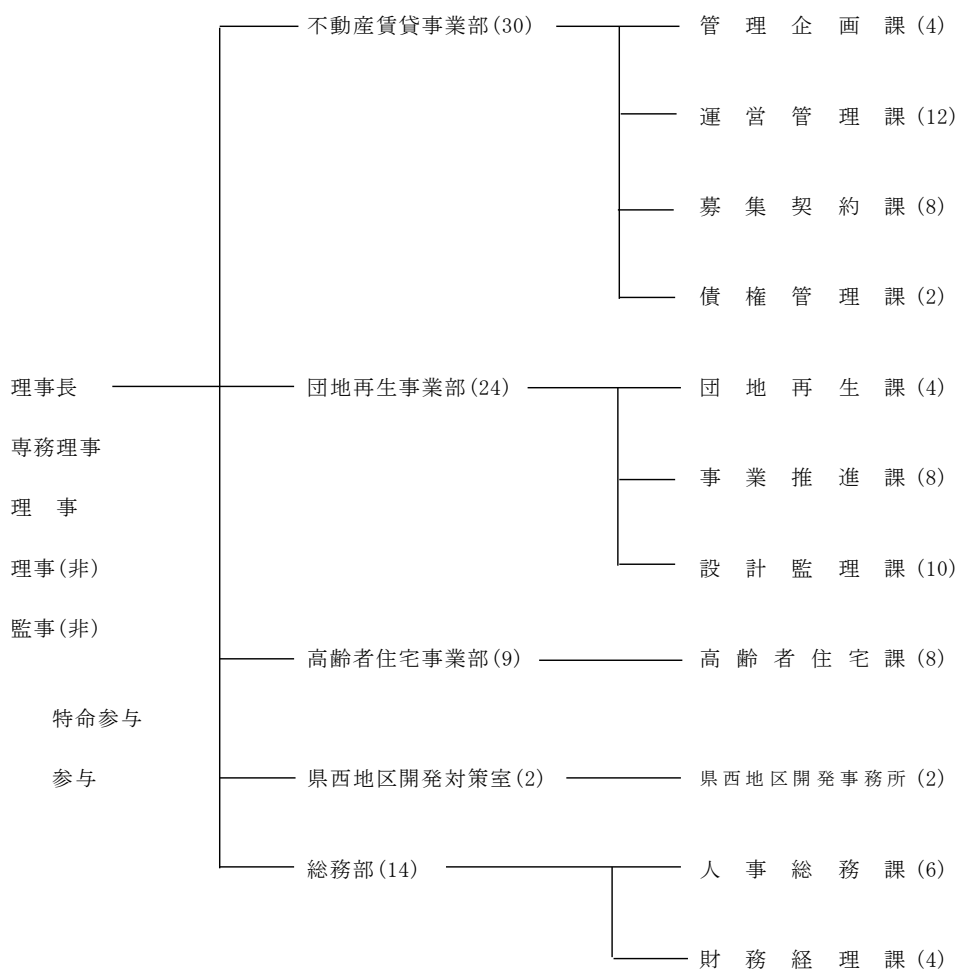 不動産賃貸事業部(30) 管理企画課(4)
運営管理課(12)
募集契約課(8)
債権管理課(2)
理事長 団地再生事業部(24) 団地再生課(4)
専務理事 事業推進課(8)
理 事
理事(非) 設計監理課(10)
監事(非)
高齢者住宅事業部(9) 高齢者住宅課(8)
特命参与
参与 県西地区開発対策室(2) 県西地区開発事務所(2)
総務部(14) 人事総務課(6)
財務経理課(4)